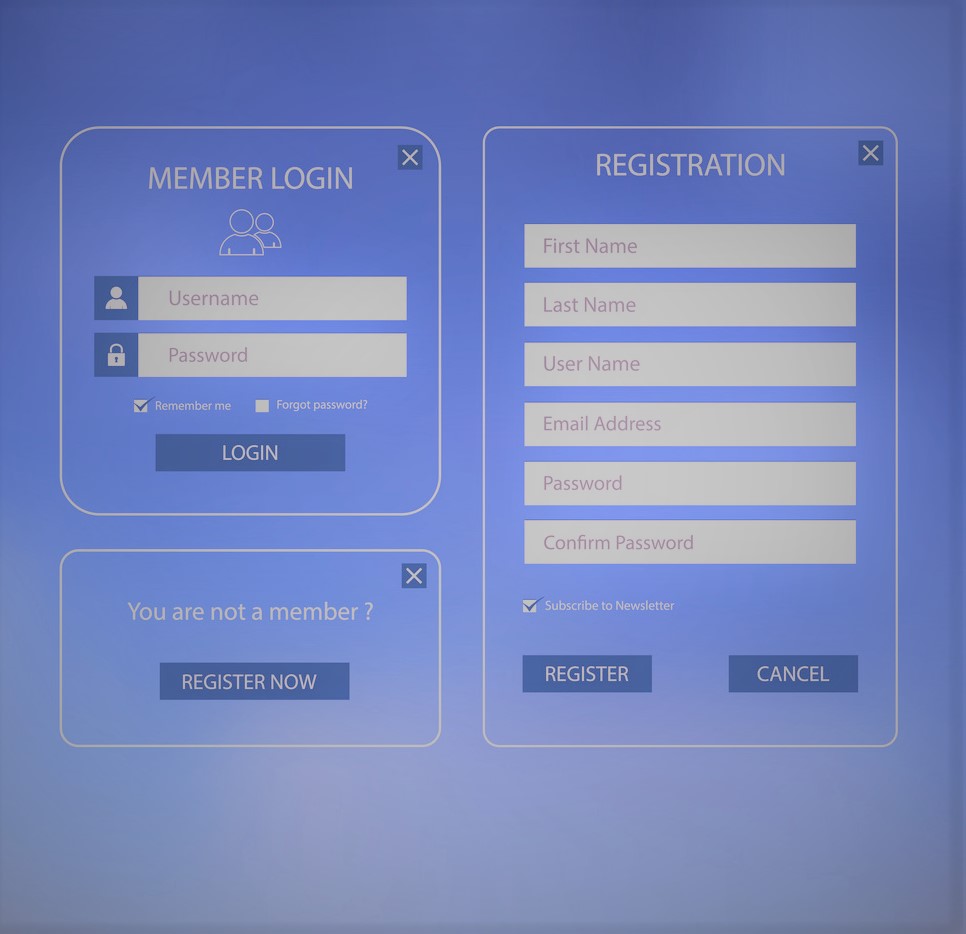 MEMBER LOGIN
Username
Password
Remember me
Forgot password?
LOGIN
You are not a member ?
REGISTER NOW
REGISTRATION
First Name
Last Name
User Name
Email Address
Password
Confirm Password
Subscribe to Newsletter
REGISTER
CANCEL